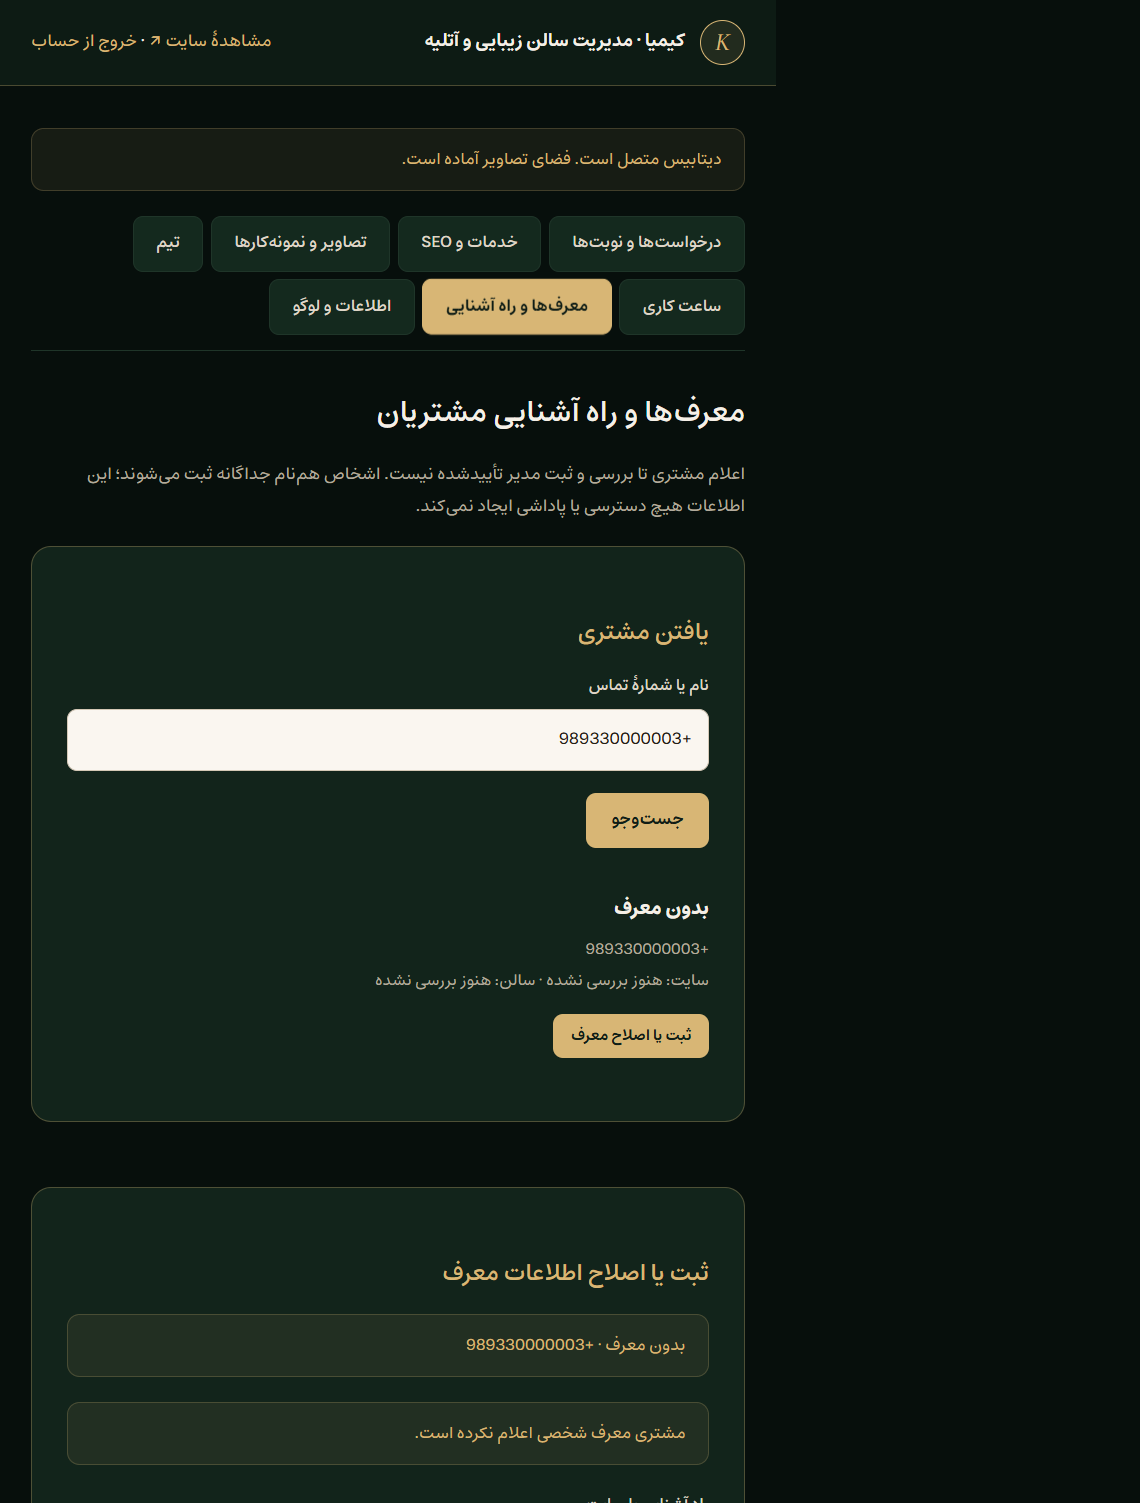 K
کیمیا · مدیریت سالن زیبایی و آتلیه
مشاهدهٔ سایت ↗ · خروج از حساب
دیتابیس متصل است. فضای تصاویر آماده است.
درخواست‌ها و نوبت‌ها
خدمات و SEO
تصاویر و نمونه‌کارها
تیم
ساعت کاری
معرف‌ها و راه آشنایی
اطلاعات و لوگو
معرف‌ها و راه آشنایی مشتریان
اعلام مشتری تا بررسی و ثبت مدیر تأییدشده نیست. اشخاص هم‌نام جداگانه ثبت می‌شوند؛ این
اطلاعات هیچ دسترسی یا پاداشی ایجاد نمی‌کند.
یافتن مشتری
نام یا شمارهٔ تماس
989330000003+
جست‌وجو
بدون معرف
989330000003+
سایت: هنوز بررسی نشده · سالن: هنوز بررسی نشده
ثبت یا اصلاح معرف
ثبت یا اصلاح اطلاعات معرف
بدون معرف · +989330000003
مشتری معرف شخصی اعلام نکرده است.